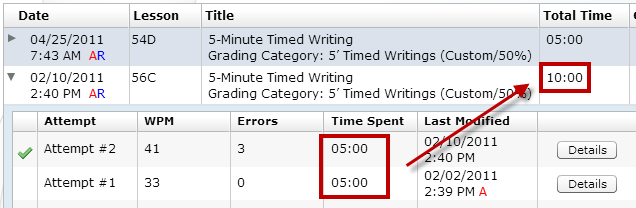 Date Lesson Title Total Time
04/25/2011 54D 5-Minute Timed Writing 05:00
7:43 AM AR Grading Category: 5’ Timed Writings (Custom/50%)
02/10/2011 56C 5-Minute Timed Writing 10:00
2:40 PM AR Grading Category: 5’ Timed Writings (Custom/50%)
Attempt WPM Errors Time Spent Last Modified
Attempt #2 41 3 05:00 02/10/2011 Details
2:40 PM
Attempt #1 33 0 05:00 02/02/2011 Details
2:39 PM A